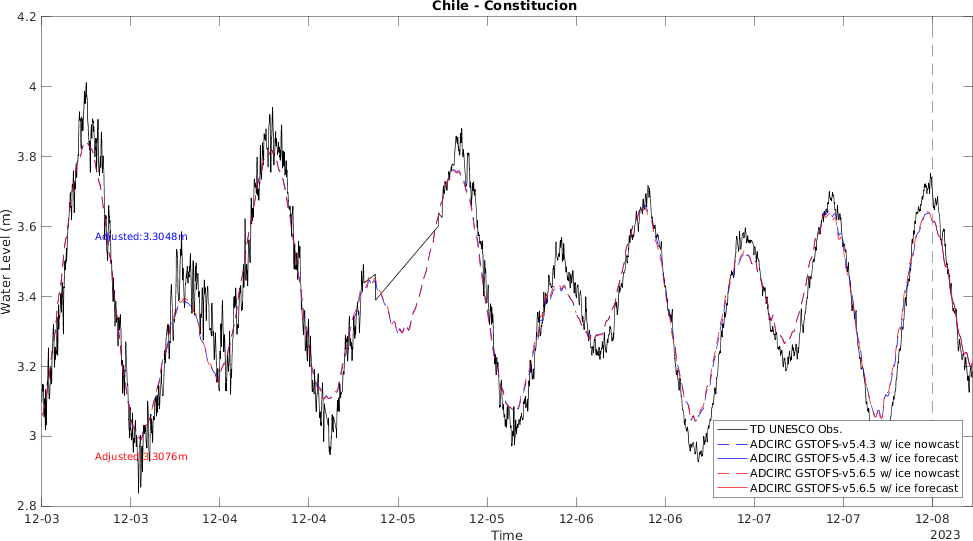 Chile - Constitucion
4.2
4
3.8
3.6
3.4
3.2
3
2.8
Water Level (m)
Adjusted:3.3048m
Adjusted:3.3076m
TD UNESCO Obs.
ADCIRC GSTOFS-v5.4.3 w/ ice nowcast
ADCIRC GSTOFS-v5.4.3 w/ ice forecast
ADCIRC GSTOFS-v5.6.5 w/ ice nowcast
ADCIRC GSTOFS-v5.6.5 w/ ice forecast
12-03 12-03 12-04 12-04 12-05 12-05 12-06 12-06 12-07 12-07 12-08
2023
Time